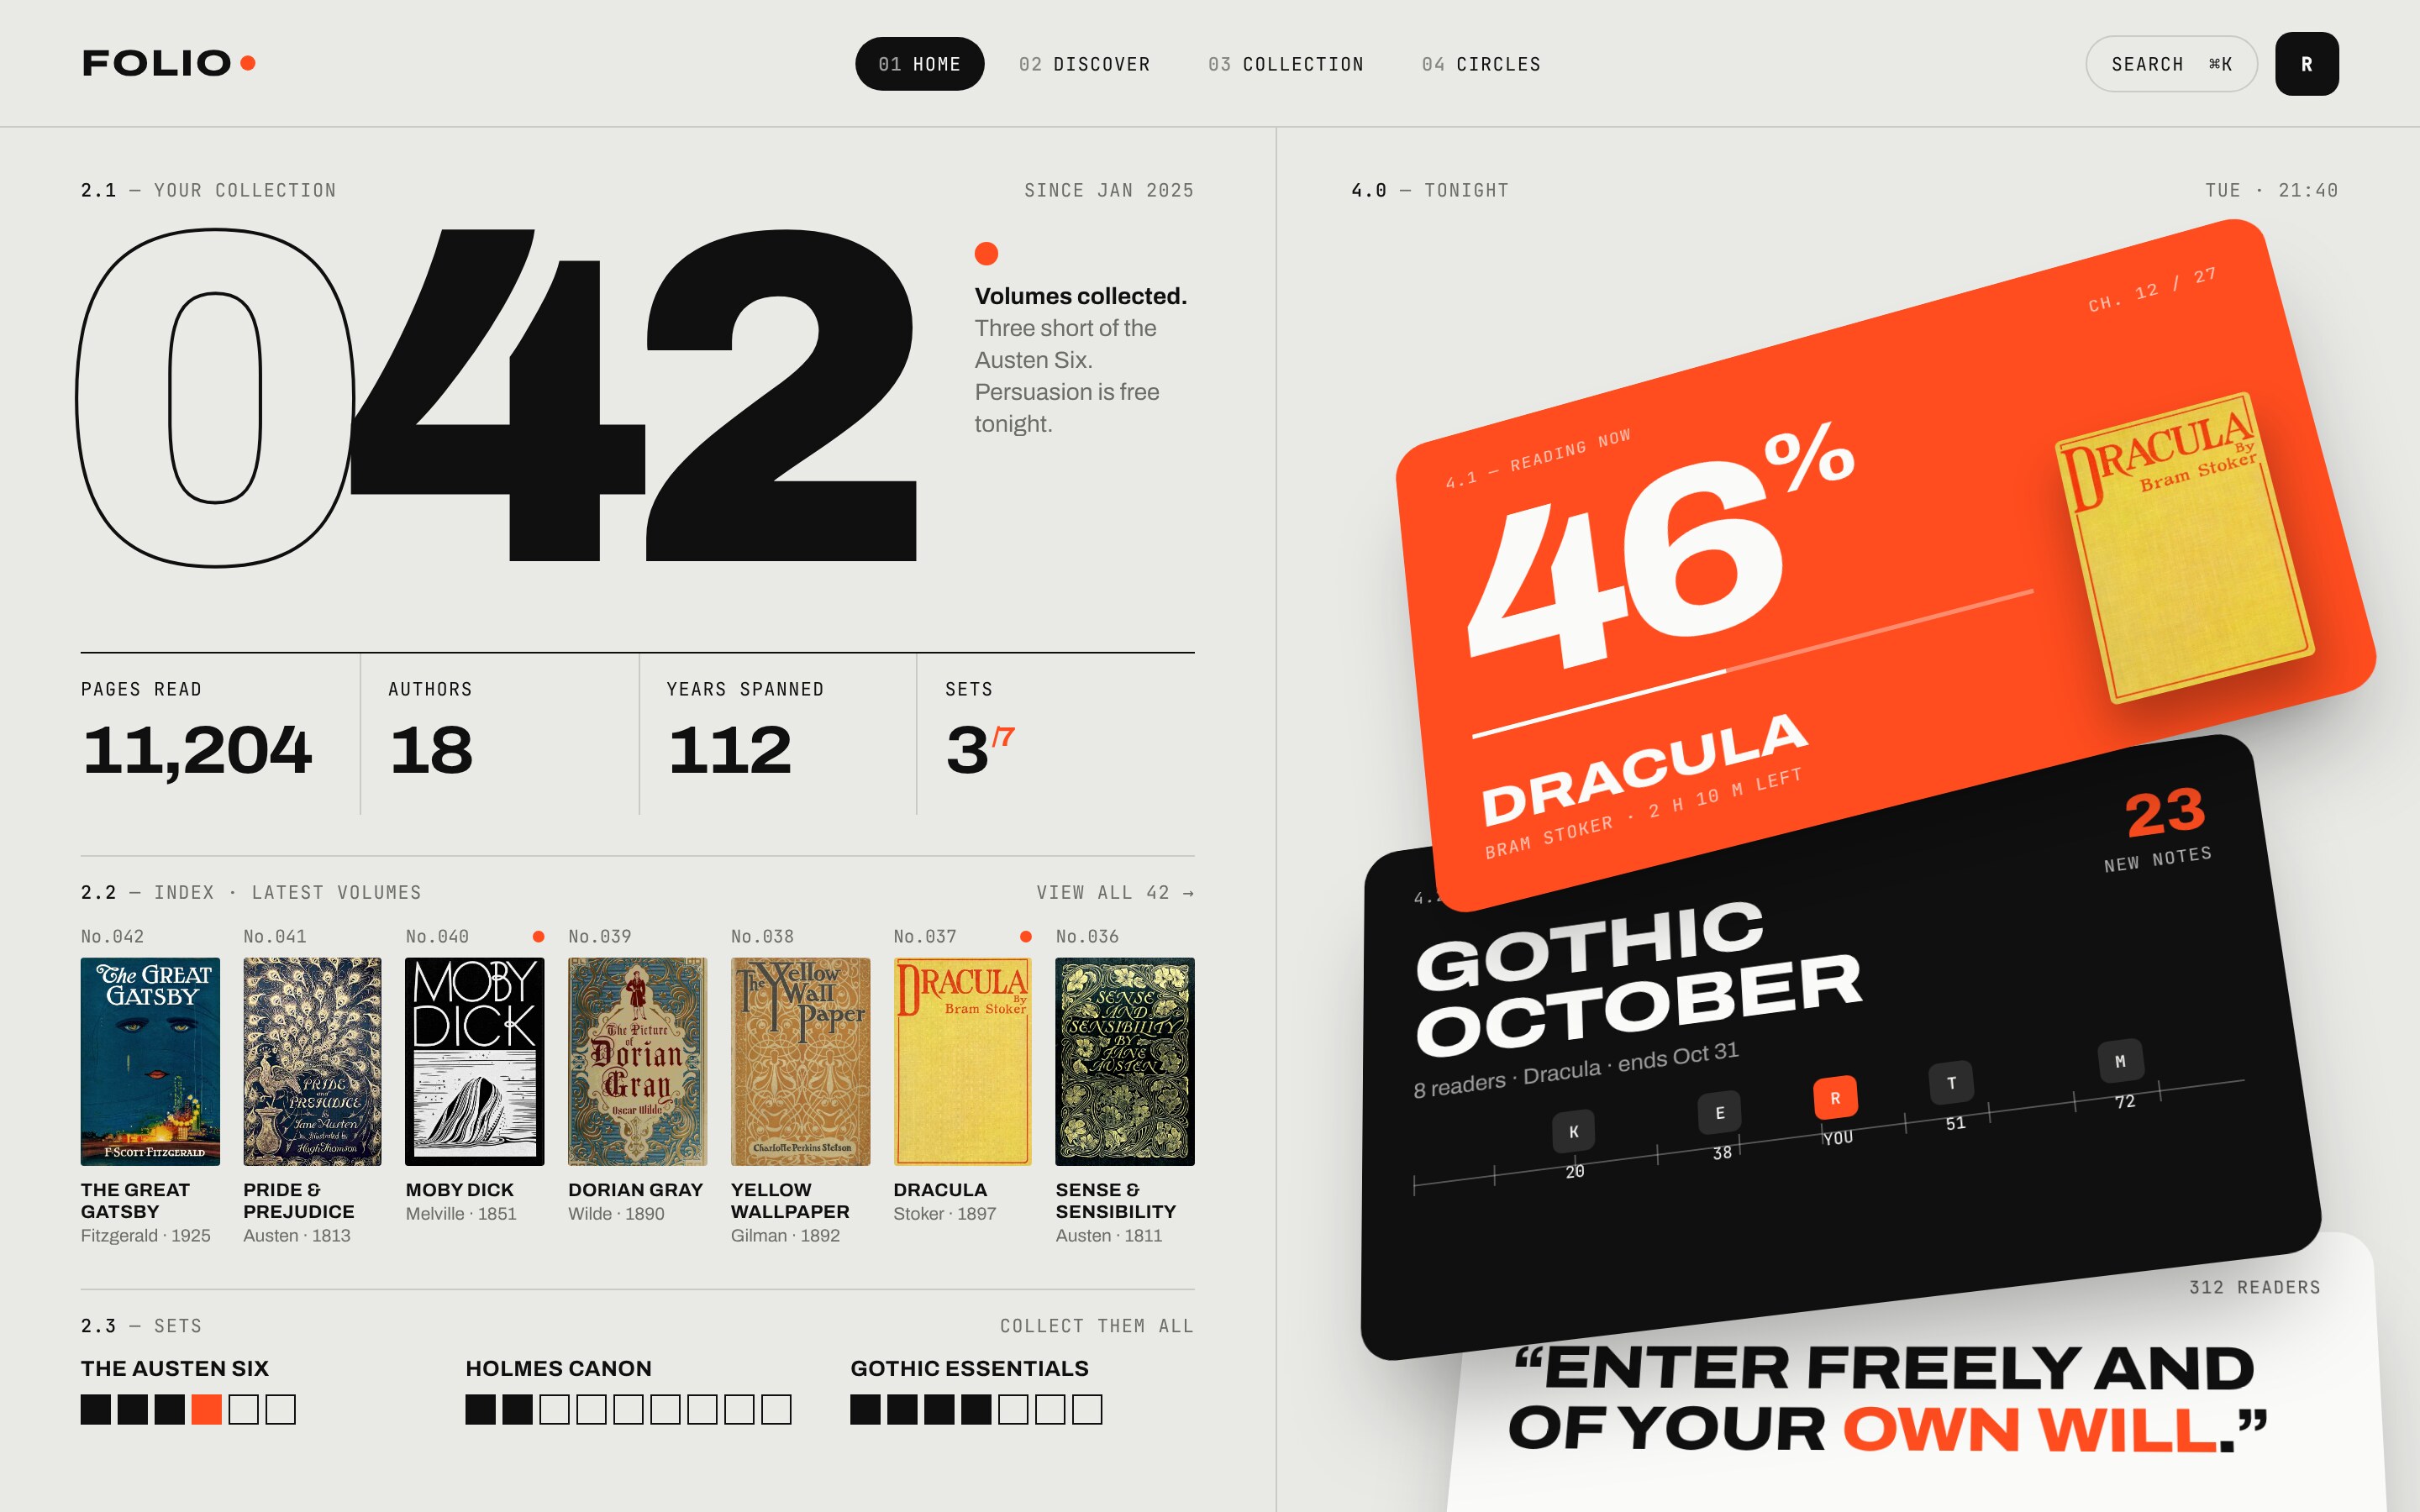 FOLIO
01 HOME
02 DISCOVER
03 COLLECTION
04 CIRCLES
SEARCH ⌘K
R
2.1 — YOUR COLLECTION
SINCE JAN 2025
042
Volumes collected.
Three short of the
Austen Six.
Persuasion is free
tonight.
PAGES READ
11,204
AUTHORS
18
YEARS SPANNED
112
SETS
3/7
2.2 — INDEX · LATEST VOLUMES
VIEW ALL 42 →
No.042
The GREAT
GATSBY
F·SCOTT·FITZGERALD
THE GREAT
GATSBY
Fitzgerald · 1925
No.041
PRIDE
and
PREJUDICE
by
Jane Austen
Illustrated by
Hugh Thomson
PRIDE &
PREJUDICE
Austen · 1813
No.040
MOBY
DICK
MOBY DICK
Melville · 1851
No.039
The Picture
of
Dorian
Gray
Oscar Wilde
DORIAN GRAY
Wilde · 1890
No.038
The Yellow
Wall
Paper
Charlotte Perkins Stetson
YELLOW
WALLPAPER
Gilman · 1892
No.037
DRACULA
By
Bram Stoker
DRACULA
Stoker · 1897
No.036
SENSE
AND
SENSIBILITY
BY
JANE
AUSTEN
SENSE &
SENSIBILITY
Austen · 1811
2.3 — SETS
COLLECT THEM ALL
THE AUSTEN SIX
HOLMES CANON
GOTHIC ESSENTIALS
4.0 — TONIGHT
TUE · 21:40
4.1 — READING NOW
CH. 12 / 27
46%
DRACULA
By
Bram Stoker
DRACULA
BRAM STOKER · 2 H 10 M LEFT
23
NEW NOTES
GOTHIC
OCTOBER
8 readers · Dracula · ends Oct 31
K
20
E
38
R
YOU
T
51
M
72
312 READERS
“ENTER FREELY AND
OF YOUR OWN WILL.”